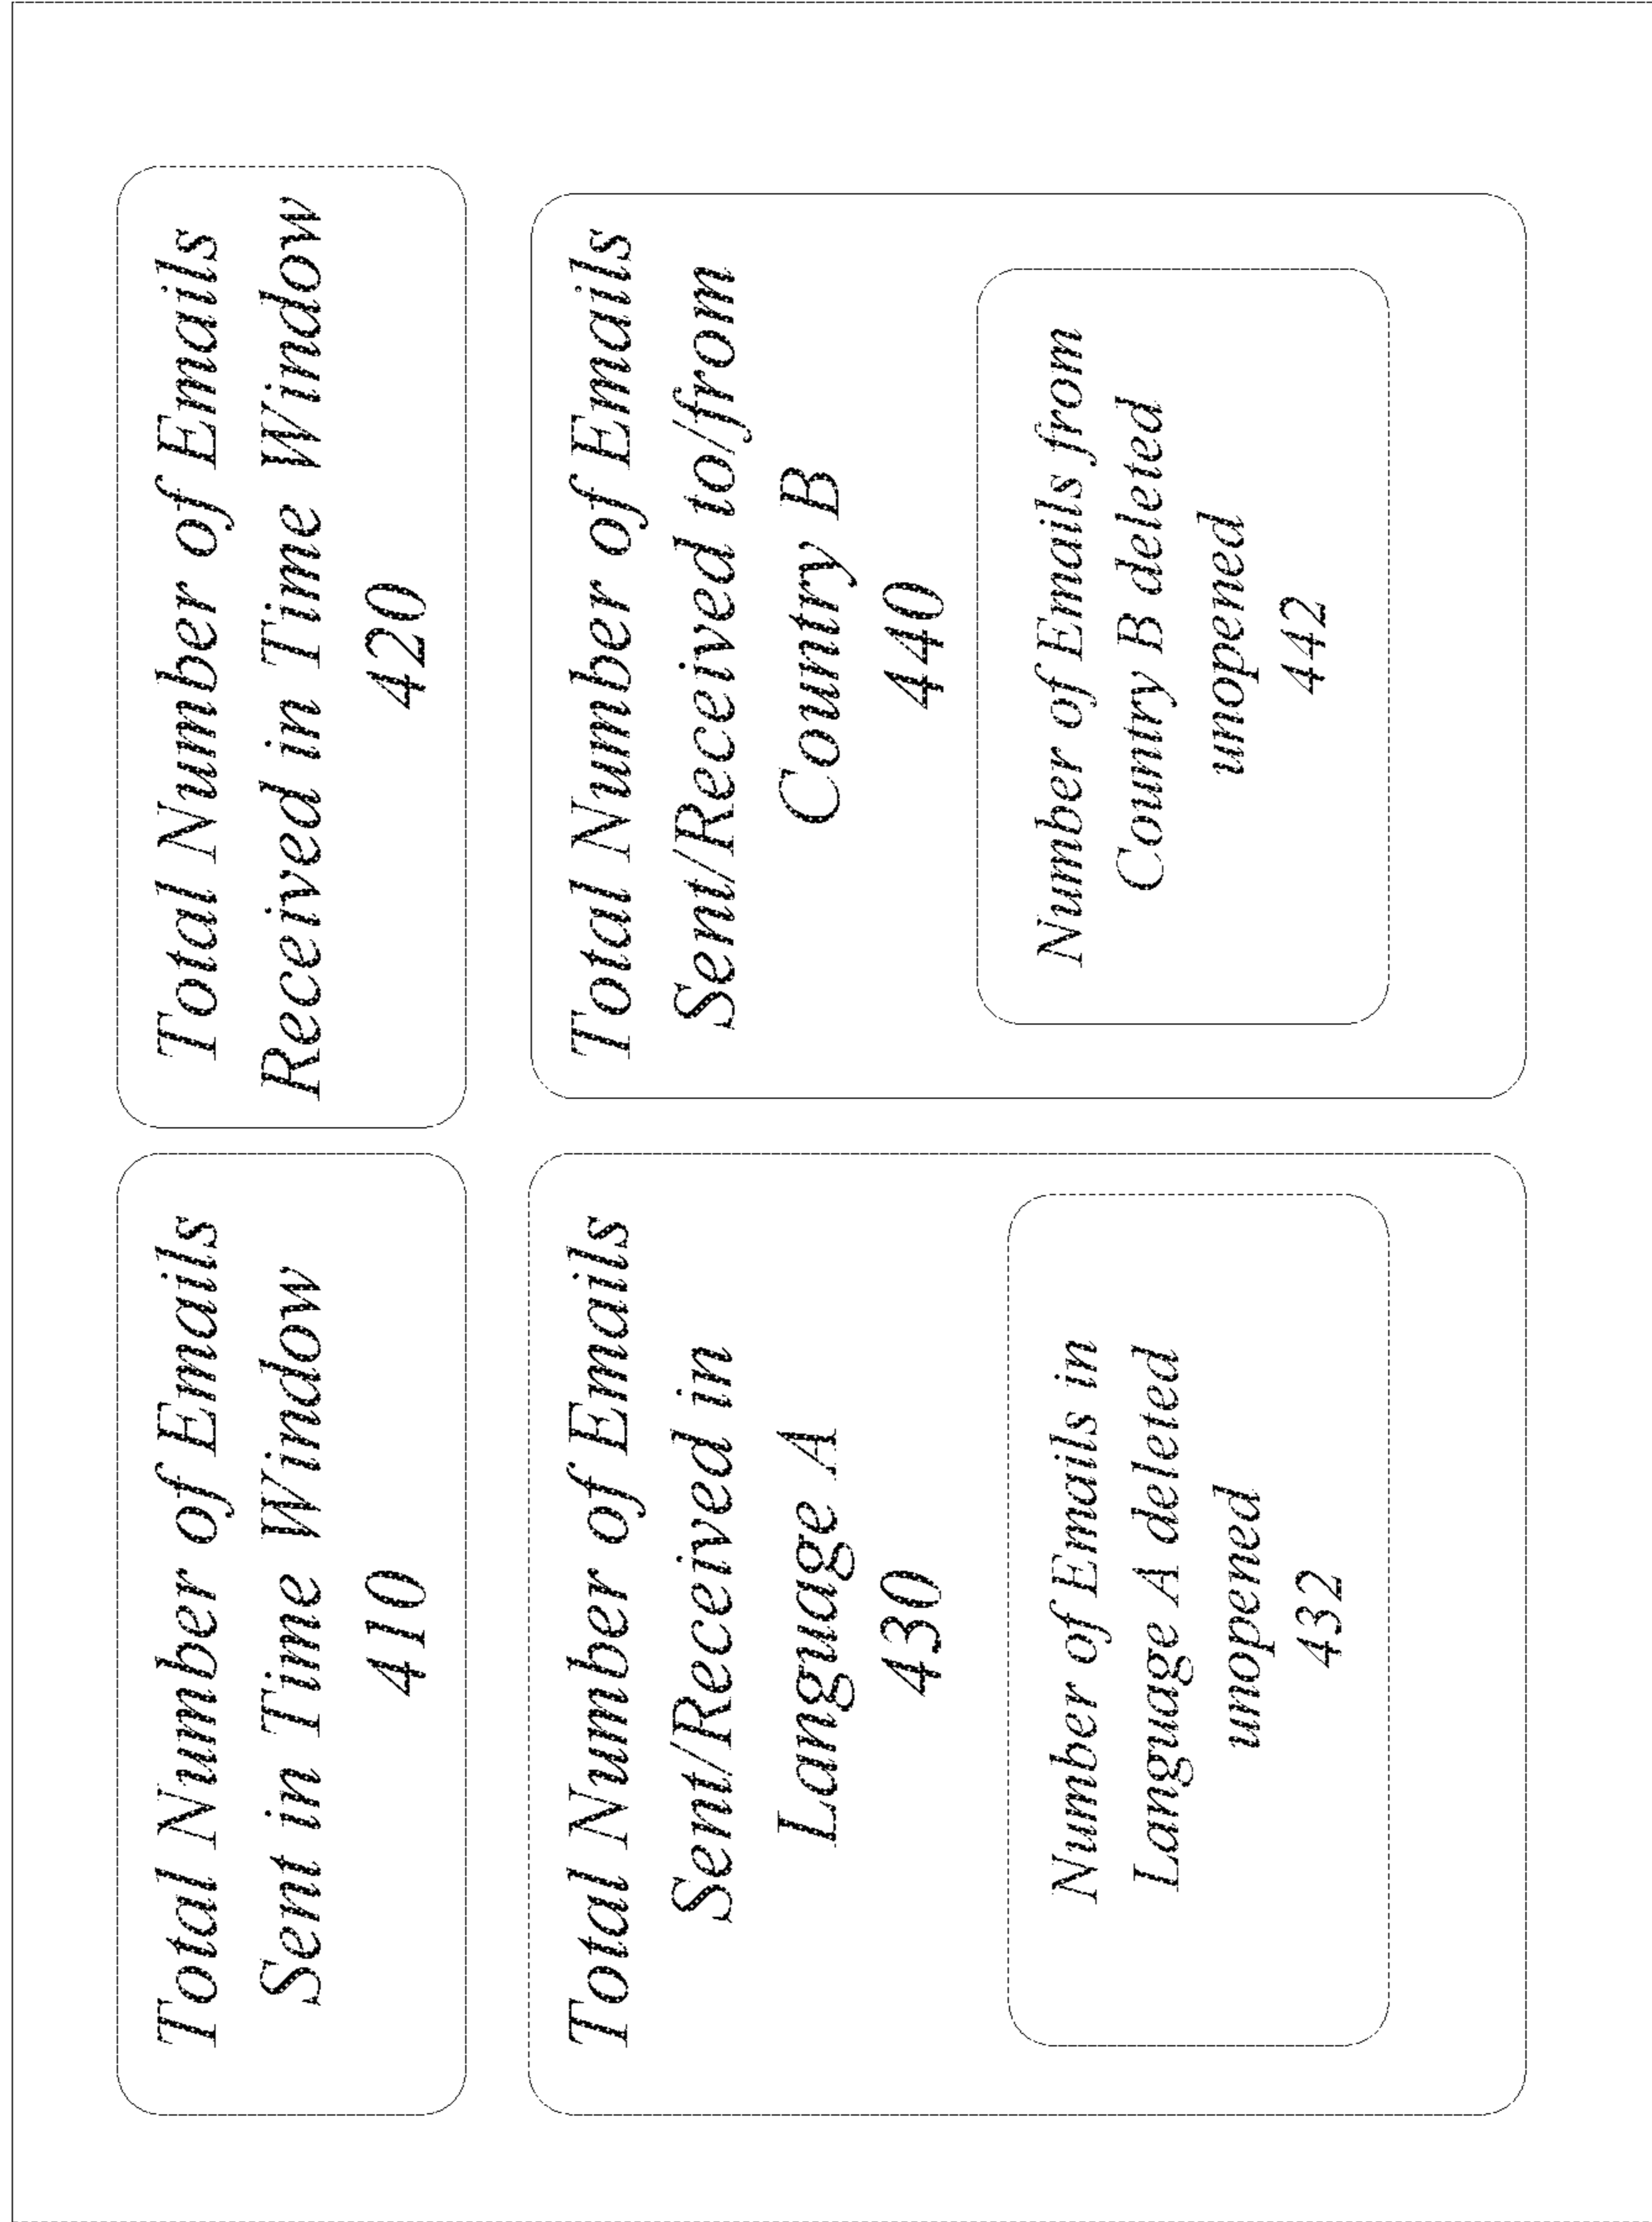 Total Number of Emails
Sent in Time Window
410
Total Number of Emails
Received in Time Window
420
Total Number of Emails
Sent/Received in
Language A
430
Number of Emails in
Language A deleted
unopened
432
Total Number of Emails
Sent/Received to/from
Country B
440
Number of Emails from
Country B deleted
unopened
442